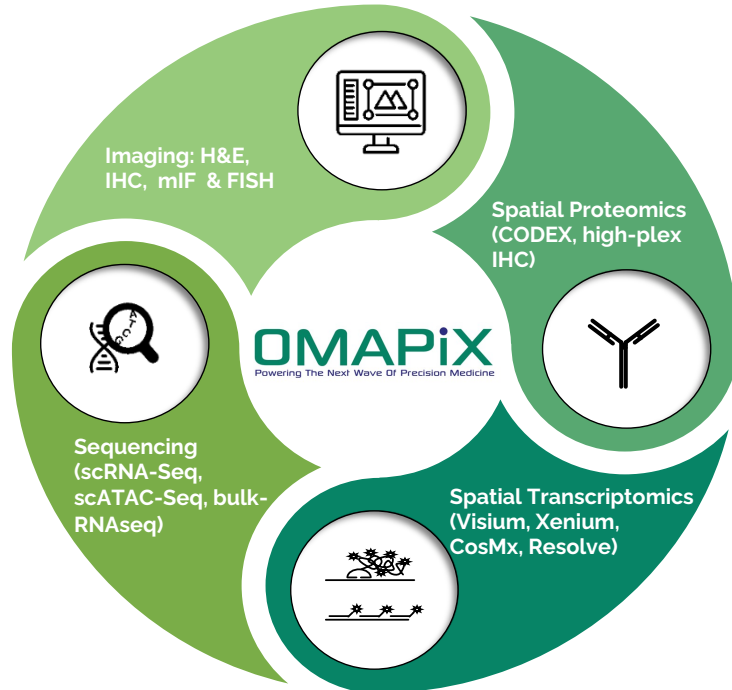 Imaging: H&E,
IHC, mIF & FISH
Spatial Proteomics
(CODEX, high-plex
IHC)
OMAPiX
Powering The Next Wave Of Precision Medicine
Sequencing
(scRNA-Seq,
scATAC-Seq, bulk-
RNAseq)
Spatial Transcriptomics
(Visium, Xenium,
CosMx, Resolve)
ATCG